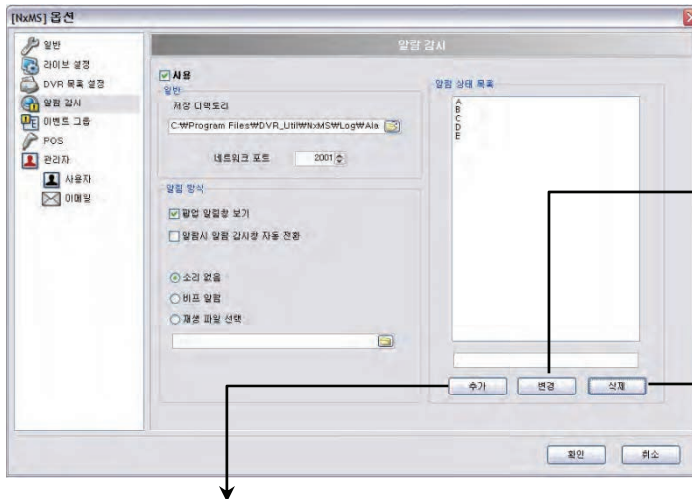 [NxMS] 옵션
일반
라이브 설정
DVR 목록 설정
알람 감시
이벤트 그룹
POS
관리자
사용자
이메일
알람 감시
사용
일반
저장 디렉토리
C:₩Program Files₩DVR_Util₩NxMS₩Log₩Ala
네트워크 포트 2001
알림 방식
팝업 알림창 보기
알람시 알람 감시창 자동 전환
소리 없음
비프 알람
재생 파일 선택
알람 상태 목록
A
B
C
D
E
추가 변경 삭제
확인 취소